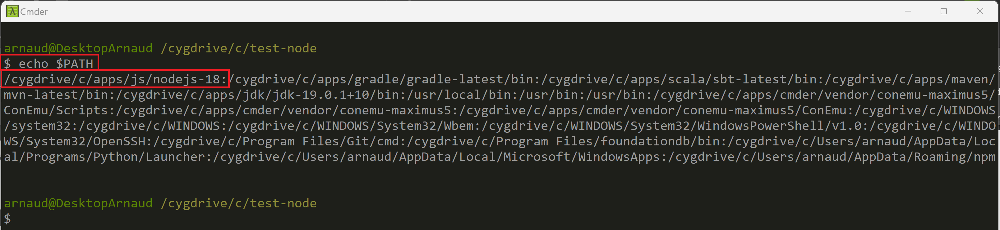 Cmder
arnaud@DesktopArnaud /cygdrive/c/test-node
$ echo $PATH
/cygdrive/c/apps/js/nodejs-18:/cygdrive/c/apps/gradle/gradle-latest/bin:/cygdrive/c/apps/scala/sbt-latest/bin:/cygdrive/c/apps/maven/
mvn-latest/bin:/cygdrive/c/apps/jdk/jdk-19.0.1+10/bin:/usr/local/bin:/usr/bin:/usr/bin:/cygdrive/c/apps/cmder/vendor/conemu-maximus5/
ConEmu/Scripts:/cygdrive/c/apps/cmder/vendor/conemu-maximus5:/cygdrive/c/apps/cmder/vendor/conemu-maximus5/ConEmu:/cygdrive/c/WINDOWS
/system32:/cygdrive/c/WINDOWS:/cygdrive/c/WINDOWS/System32/Wbem:/cygdrive/c/WINDOWS/System32/WindowsPowerShell/v1.0:/cygdrive/c/WINDO
WS/System32/OpenSSH:/cygdrive/c/Program Files/Git/cmd:/cygdrive/c/Program Files/foundationdb/bin:/cygdrive/c/Users/arnaud/AppData/Loc
al/Programs/Python/Launcher:/cygdrive/c/Users/arnaud/AppData/Local/Microsoft/WindowsApps:/cygdrive/c/Users/arnaud/AppData/Roaming/npm
arnaud@DesktopArnaud /cygdrive/c/test-node
$